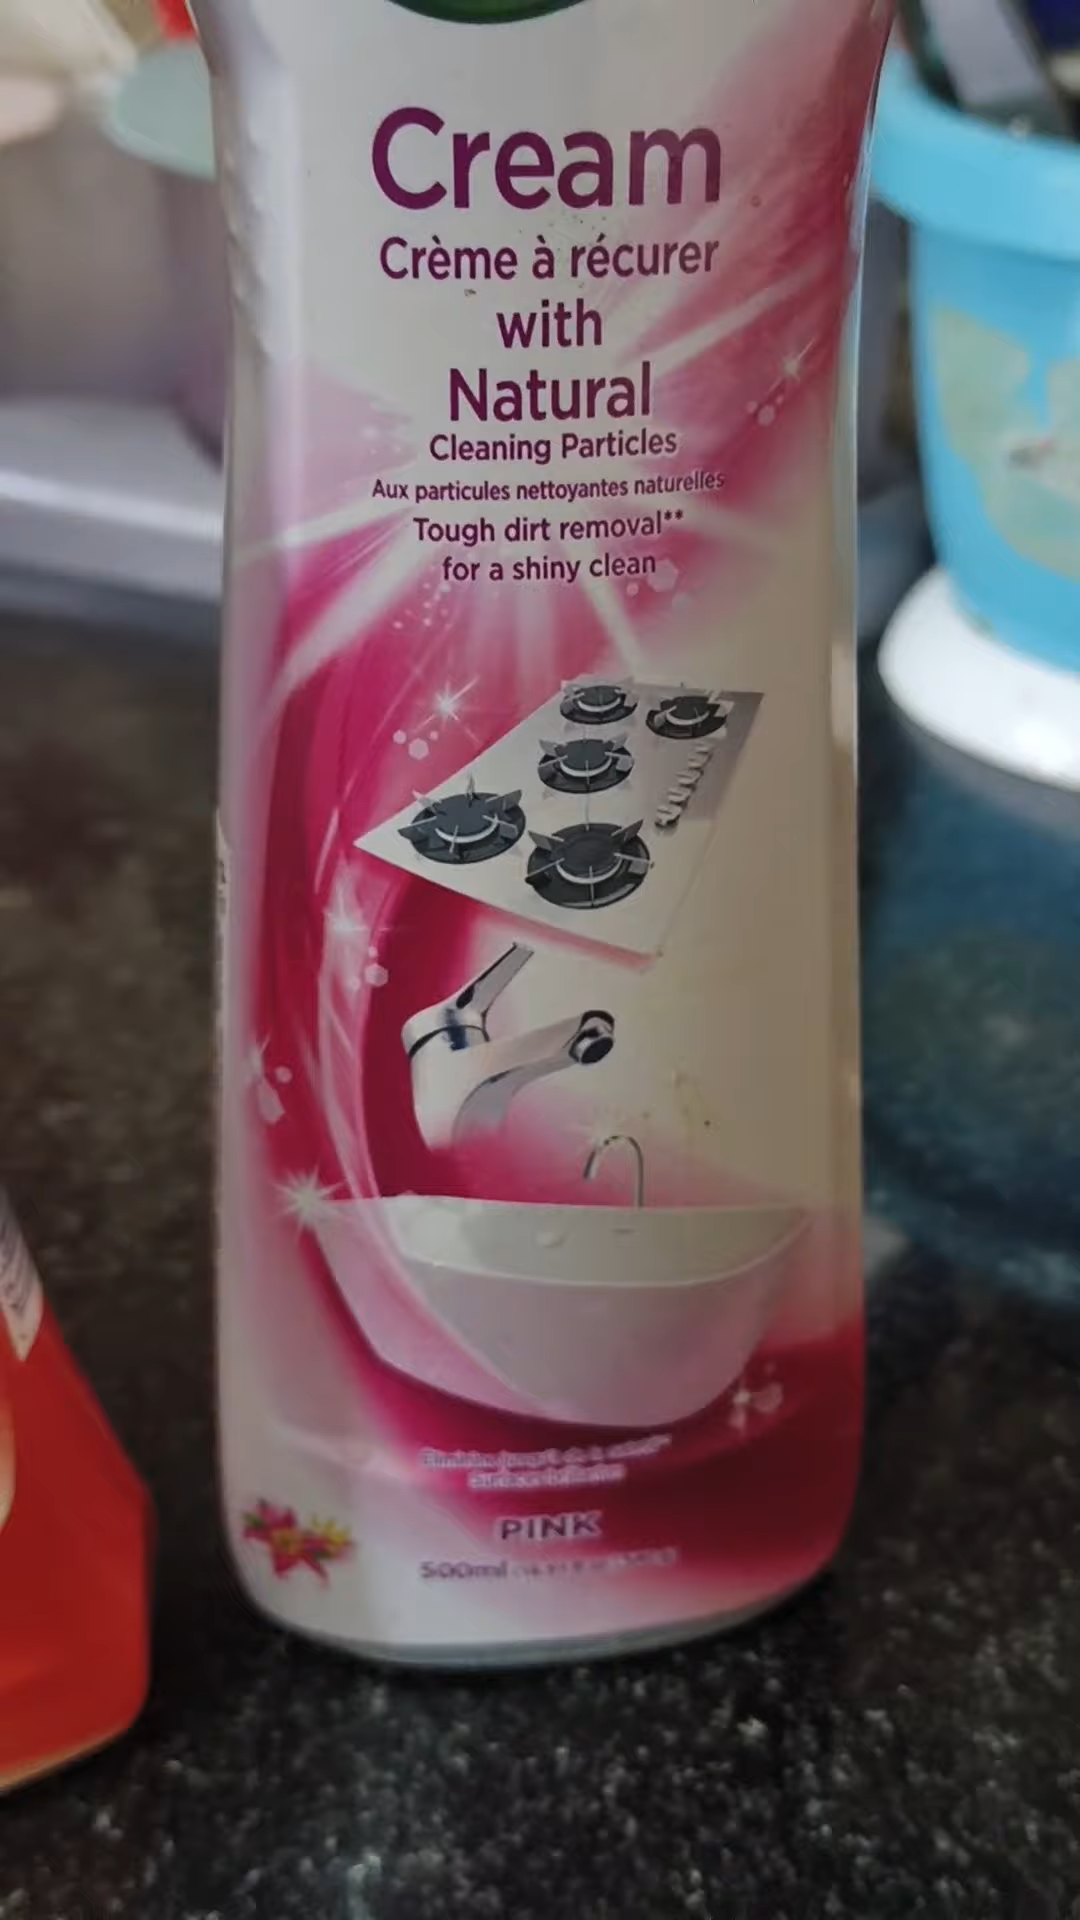 Cream
Crème à récurer
with
Natural
Cleaning Particles
Aux particules nettoyantes naturelles
Tough dirt removal**
for a shiny clean
PINK
500ml